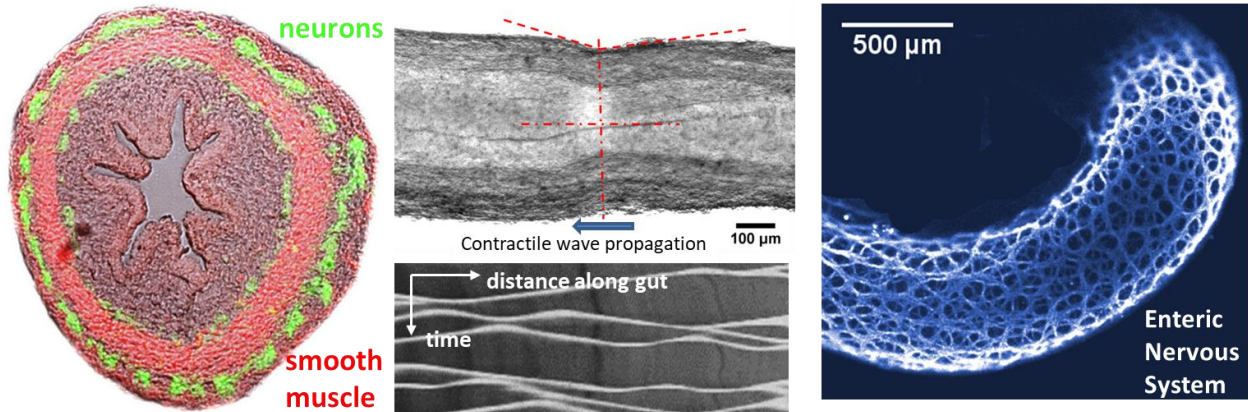 neurons
smooth
muscle
Contractile wave propagation
100 µm
distance along gut
time
500 µm
Enteric
Nervous
System